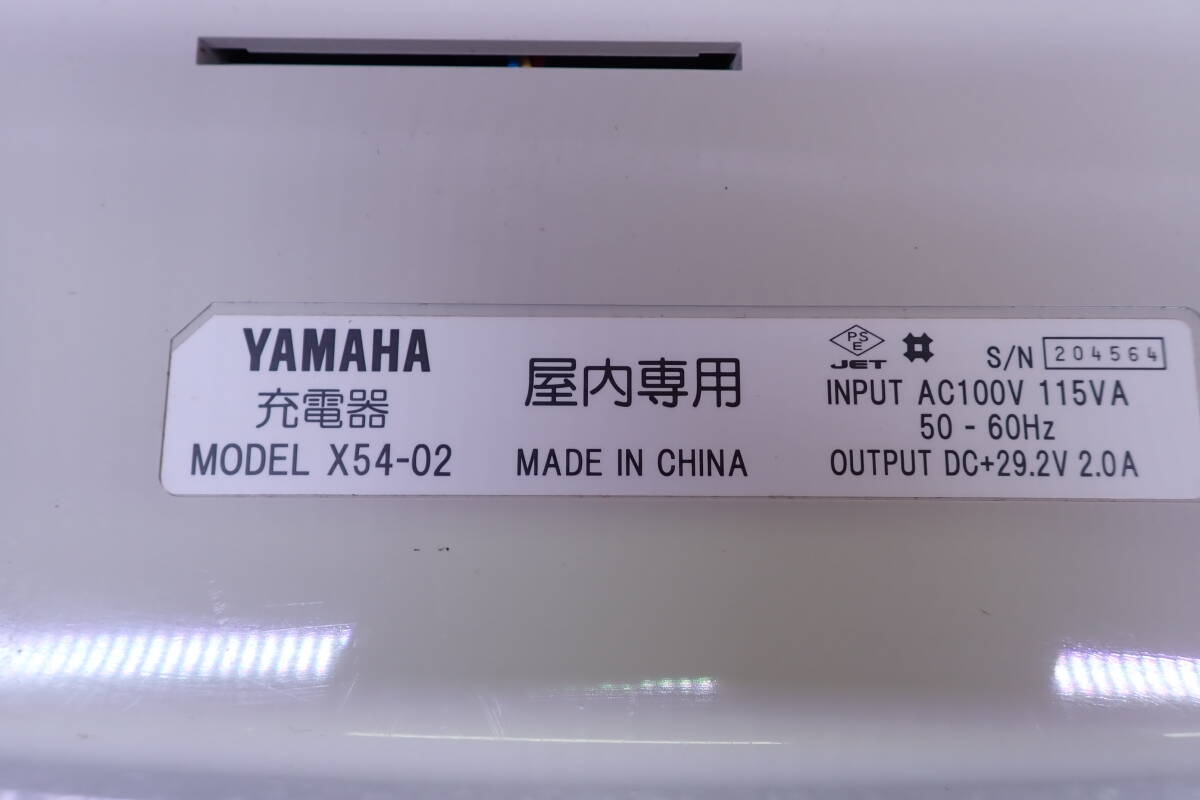 YAMAHA
充電器
MODEL X54-02
屋内専用
MADE IN CHINA
PS
E
JET
S/N 204564
INPUT AC100V 115VA
50 - 60Hz
OUTPUT DC+29.2V 2.0A